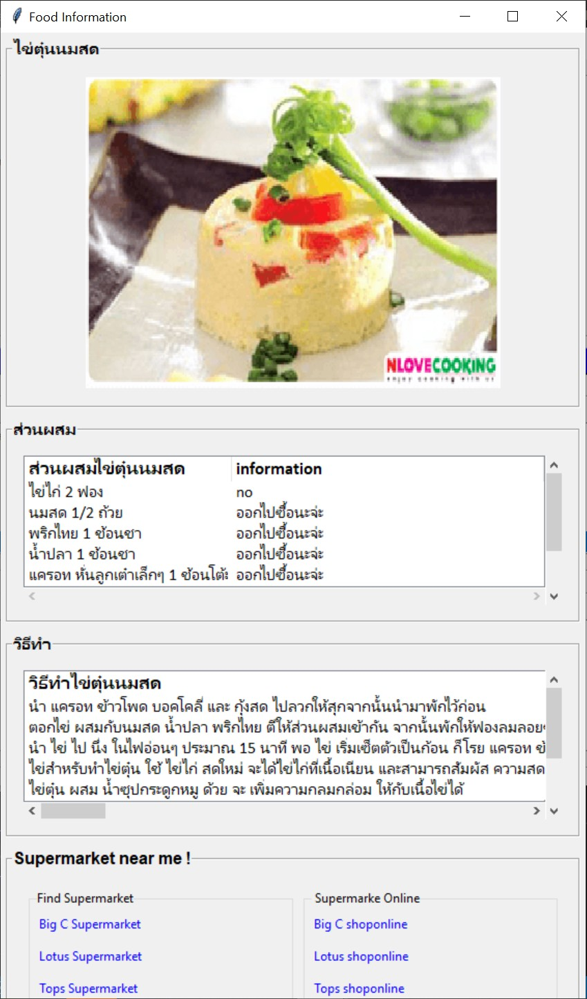 Food Information
ไข่ตุ๋นนมสด
NLOVECOOKING
enjoy cooking with us
ส่วนผสม
ส่วนผสมไข่ตุ๋นนมสด information
ไข่ไก่ 2 ฟอง no
นมสด 1/2 ถ้วย ออกไปซื้อนะจ่ะ
พริกไทย 1 ช้อนชา ออกไปซื้อนะจ่ะ
น้ำปลา 1 ช้อนชา ออกไปซื้อนะจ่ะ
แครอท หั่นลูกเต๋าเล็กๆ 1 ช้อนโต๊ะ ออกไปซื้อนะจ่ะ
วิธีทำ
วิธีทำไข่ตุ๋นนมสด
นำ แครอท ข้าวโพด บอคโคลี่ และ กุ้งสด ไปลวกให้สุกจากนั้นนำมาพักไว้ก่อน
ตอกไข่ ผสมกับนมสด น้ำปลา พริกไทย ตีให้ส่วนผสมเข้ากัน จากนั้นพักให้ฟองลมลอย
นำ ไข่ ไป นึ่ง ในไฟอ่อนๆ ประมาณ 15 นาที พอ ไข่ เริ่มเซ็ตตัวเป็นก้อน ก็โรย แครอท
ไข่สำหรับทำไข่ตุ๋น ใช้ ไข่ไก่ สดใหม่ จะได้ไข่ไก่ที่เนื้อเนียน และสามารถสัมผัส ความสด
ไข่ตุ๋น ผสม น้ำซุปกระดูกหมู ด้วย จะ เพิ่มความกลมกล่อม ให้กับเนื้อไข่ได้
Supermarket near me !
Find Supermarket
Big C Supermarket
Lotus Supermarket
Tops Supermarket
Supermarke Online
Big C shoponline
Lotus shoponline
Tops shoponline